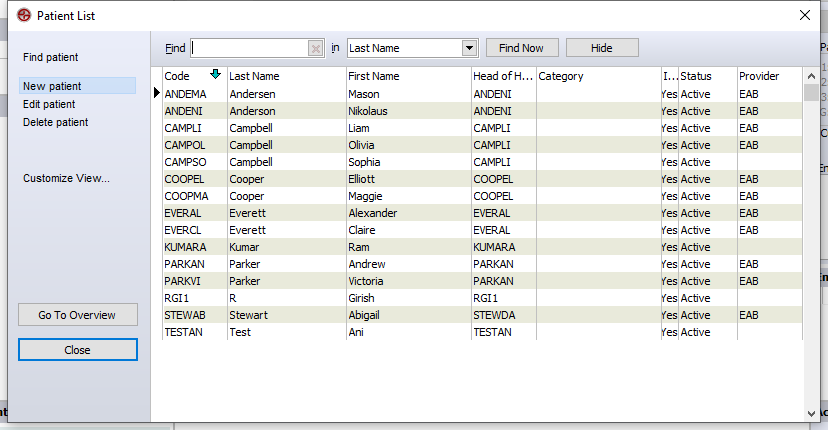 Patient List
Find in Last Name Find Now Hide
Find patient
New patient
Edit patient
Delete patient
Customize View...
Go To Overview
Close
Code Last Name First Name Head of H... Category I... Status Provider
ANDEMA Andersen Mason ANDENI Yes Active EAB
ANDENI Anderson Nikolaus ANDENI Yes Active EAB
CAMPLI Campbell Liam CAMPLI Yes Active EAB
CAMPOL Campbell Olivia CAMPLI Yes Active EAB
CAMPSO Campbell Sophia CAMPLI Yes Active
COOPEL Cooper Elliott COOPEL Yes Active EAB
COOPMA Cooper Maggie COOPEL Yes Active EAB
EVERAL Everett Alexander EVERAL Yes Active EAB
EVERCL Everett Claire EVERAL Yes Active EAB
KUMARA Kumar Ram KUMARA Yes Active
PARKAN Parker Andrew PARKAN Yes Active EAB
PARKVI Parker Victoria PARKAN Yes Active EAB
RGI1 R Girish RGI1 Yes Active
STEWAB Stewart Abigail STEWDA Yes Active EAB
TESTAN Test Ani TESTAN Yes Active